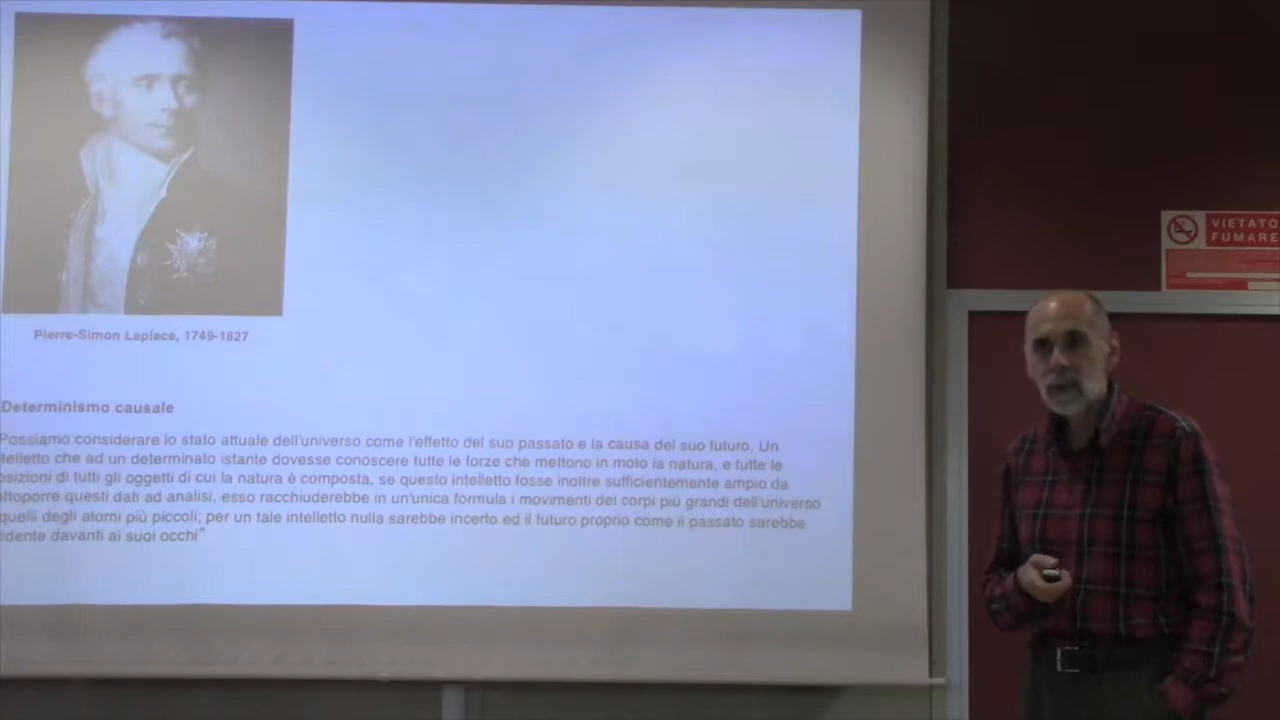 Pierre-Simon Laplace, 1749-1827
Determinismo causale
Possiamo considerare lo stato attuale dell'universo come l'effetto del suo passato e la causa del suo futuro. Un
telletto che ad un determinato istante dovesse conoscere tutte le forze che mettono in moto la natura, e tutte le
osizioni di tutti gli oggetti di cui la natura è composta, se questo intelletto fosse inoltre sufficientemente ampio da
ottoporre questi dati ad analisi, esso racchiuderebbe in un'unica formula i movimenti dei corpi più grandi dell'universo
quelli degli atomi più piccoli; per un tale intelletto nulla sarebbe incerto ed il futuro proprio come il passato sarebbe
idente davanti ai suoi occhi"
VIETATO
FUMARE